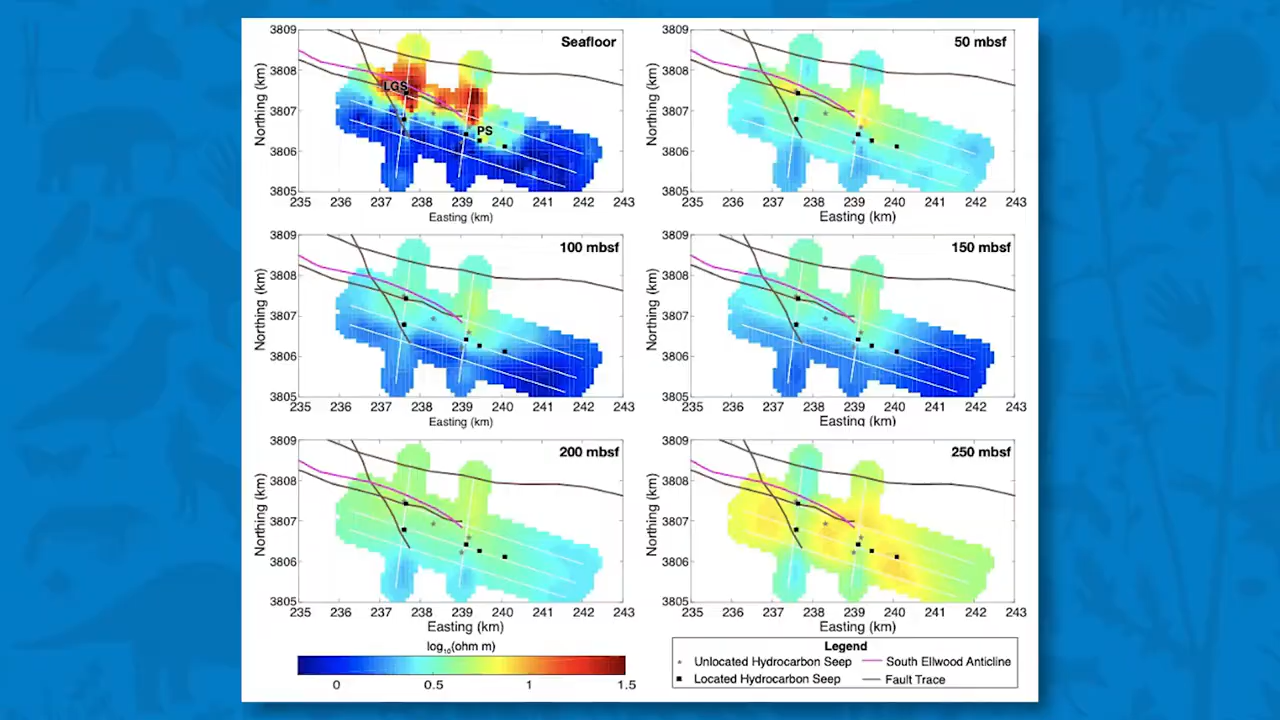 Seafloor
50 mbsf
3809
3808
3807
3806
3805
Northing (km)
LGS
PS
235 236 237 238 239 240 241 242 243
Easting (km)
3809
3808
3807
3806
3805
Northing (km)
235 236 237 238 239 240 241 242 243
Easting (km)
100 mbsf
150 mbsf
3809
3808
3807
3806
3805
Northing (km)
235 236 237 238 239 240 241 242 243
Easting (km)
3809
3808
3807
3806
3805
Northing (km)
235 236 237 238 239 240 241 242 243
Easting (km)
200 mbsf
250 mbsf
3809
3808
3807
3806
3805
Northing (km)
235 236 237 238 239 240 241 242 243
Easting (km)
3809
3808
3807
3806
3805
Northing (km)
235 236 237 238 239 240 241 242 243
Easting (km)
log10(ohm m)
0 0.5 1 1.5
Legend
Unlocated Hydrocarbon Seep
South Ellwood Anticline
Located Hydrocarbon Seep
Fault Trace